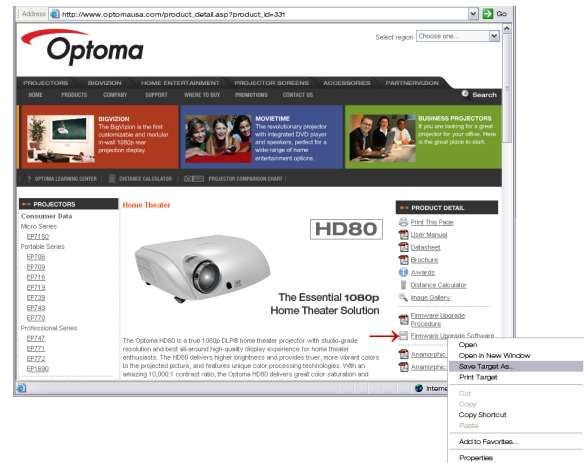 Address http://www.optomausa.com/product_detail.asp?product_id=331 Go
Optoma
Select region Choose one...
PROJECTORS BIGVIZION HOME ENTERTAINMENT PROJECTOR SCREENS ACCESSORIES PARTNERVIZION
HOME PRODUCTS COMPANY SUPPORT WHERE TO BUY PROMOTIONS CONTACT US Search
BIGVIZION
The BigVizion is the first
customizable and modular
in-wall 1080p rear
projection display.
MOVIETIME
The revolutionary projector
with integrated DVD player
and speakers, perfect for a
wide-range of home
entertainment options.
BUSINESS PROJECTORS
If you are looking for a great
projector for your office. Here
is the great place to start.
? OPTOMA LEARNING CENTER | DISTANCE CALCULATOR | PROJECTOR COMPARISON CHART |
PROJECTORS
Consumer Data
Micro Series
EP7150
Portable Series
EP706
EP709
EP716
EP719
EP739
EP749
EP770
Professional Series
EP747
EP771
EP772
EP1690
Home Theater
HD80
The Essential 1080p
Home Theater Solution
The Optoma HD80 is a true 1080p DLP® home theater projector with studio-grade
resolution and best all-around high-quality display experience for home theater
enthusiasts. The HD80 delivers higher brightness and provides truer, more vibrant colors
to the projected picture, and features unique color processing technologies. With an
amazing 10,000:1 contrast ratio, the Optoma HD80 delivers great color saturation and
PRODUCT DETAIL
Print This Page
User Manual
Datasheet
Brochure
Awards
Distance Calculator
Image Gallery
Firmware Upgrade
Procedure
Firmware Upgrade Software
Anamorphic
Anamorphic
Interne
Open
Open in New Window
Save Target As...
Print Target
Cut
Copy
Copy Shortcut
Paste
Add to Favorites...
Properties